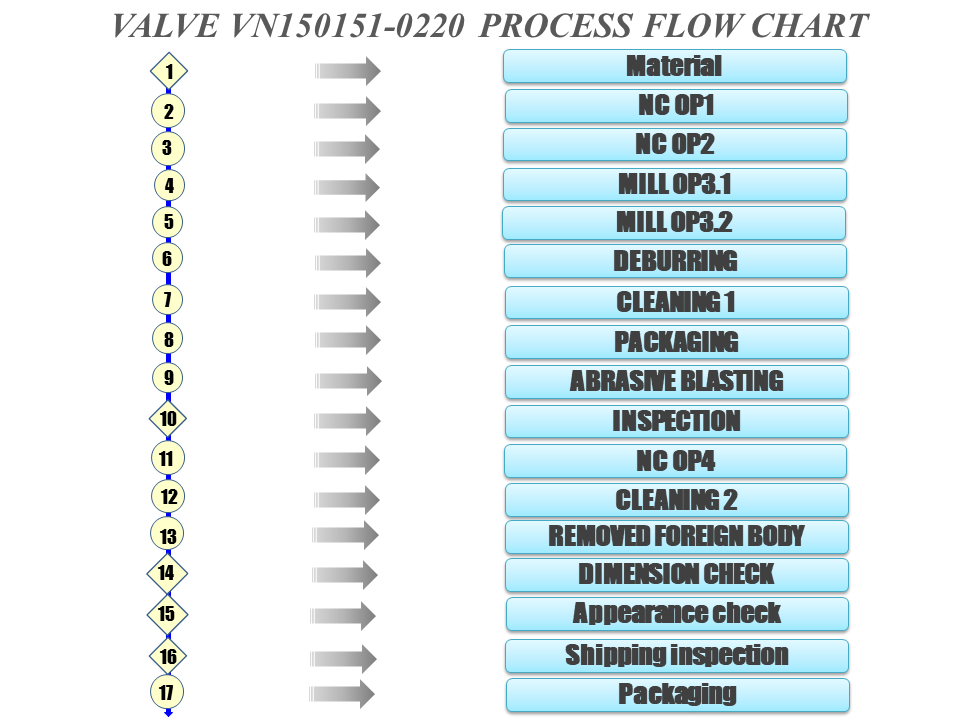 VALVE VN150151-0220 PROCESS FLOW CHART
1 Material
2 NC OP1
3 NC OP2
4 MILL OP3.1
5 MILL OP3.2
6 DEBURRING
7 CLEANING 1
8 PACKAGING
9 ABRASIVE BLASTING
10 INSPECTION
11 NC OP4
12 CLEANING 2
13 REMOVED FOREIGN BODY
14 DIMENSION CHECK
15 Appearance check
16 Shipping inspection
17 Packaging